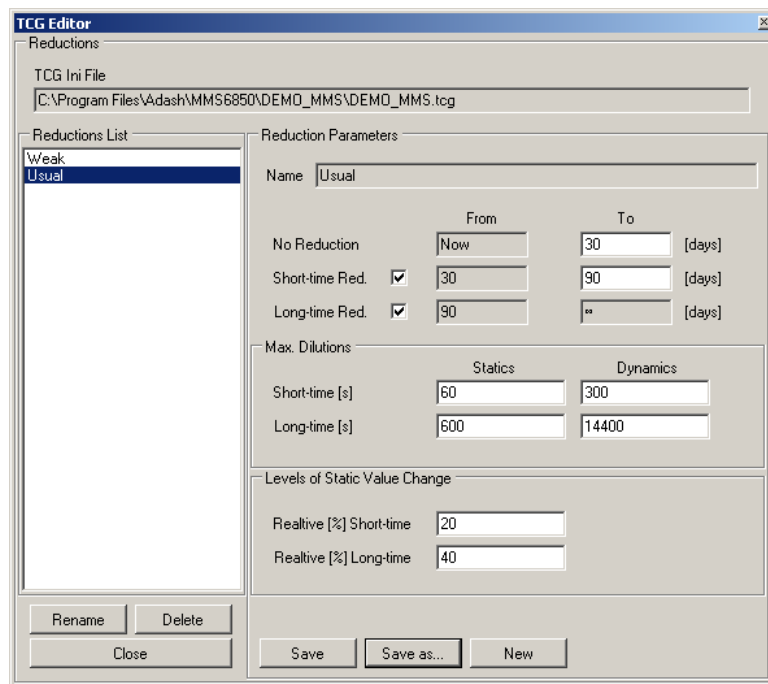 TCG Editor
Reductions
TCG Ini File
C:\Program Files\Adash\MMS6850\DEMO_MMS\DEMO_MMS.tcg
Reductions List
Weak
Usual
Reduction Parameters
Name Usual
From To
No Reduction Now 30 [days]
Short-time Red. 30 90 [days]
Long-time Red. 90 ∞ [days]
Max. Dilutions
Statics Dynamics
Short-time [s] 60 300
Long-time [s] 600 14400
Levels of Static Value Change
Realtive [%] Short-time 20
Realtive [%] Long-time 40
Rename Delete
Close
Save Save as... New